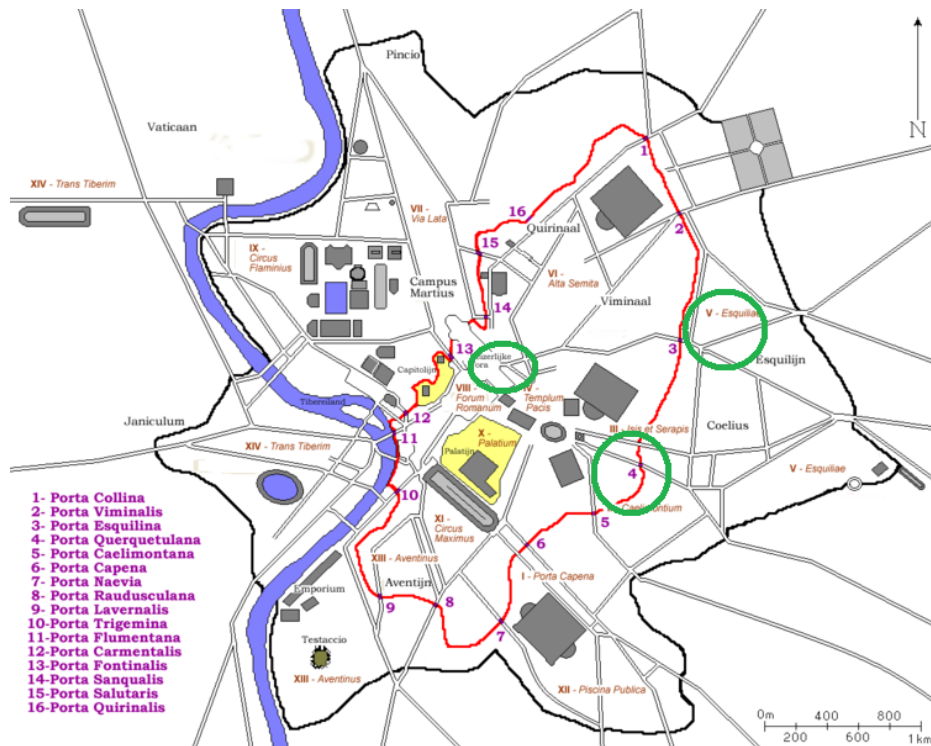 Pincio
Vaticaan
N
XIV - Trans Tiberim
1
VII -
Via Lata
16
2
Quirinaal
15
IX -
Circus
Flaminius
VI -
Alta Semita
Campus
Martius
Viminaal
14
V - Esquiliae
3
13
Esquilijn
Capitolijn
VIII -
Forum
Romanum
IV -
Templum
Pacis
Tibereiland
12
Janiculum
III - Isis et Serapis
Coelius
11
XIV - Trans Tiberim
X -
Palatium
Palatijn
4
V - Esquiliae
10
5
XI -
Circus
Maximus
6
XIII - Aventinus
I - Porta Capena
Aventijn
Emporium
9
8
7
Testaccio
XIII - Aventinus
XII - Piscina Publica
1- Porta Collina
2- Porta Viminalis
3- Porta Esquilina
4- Porta Querquetulana
5- Porta Caelimontana
6- Porta Capena
7- Porta Naevia
8- Porta Raudusculana
9- Porta Lavernalis
10-Porta Trigemina
11-Porta Flumentana
12-Porta Carmentalis
13-Porta Fontinalis
14-Porta Sanqualis
15-Porta Salutaris
16-Porta Quirinalis
0m 400 800
200 600 1km